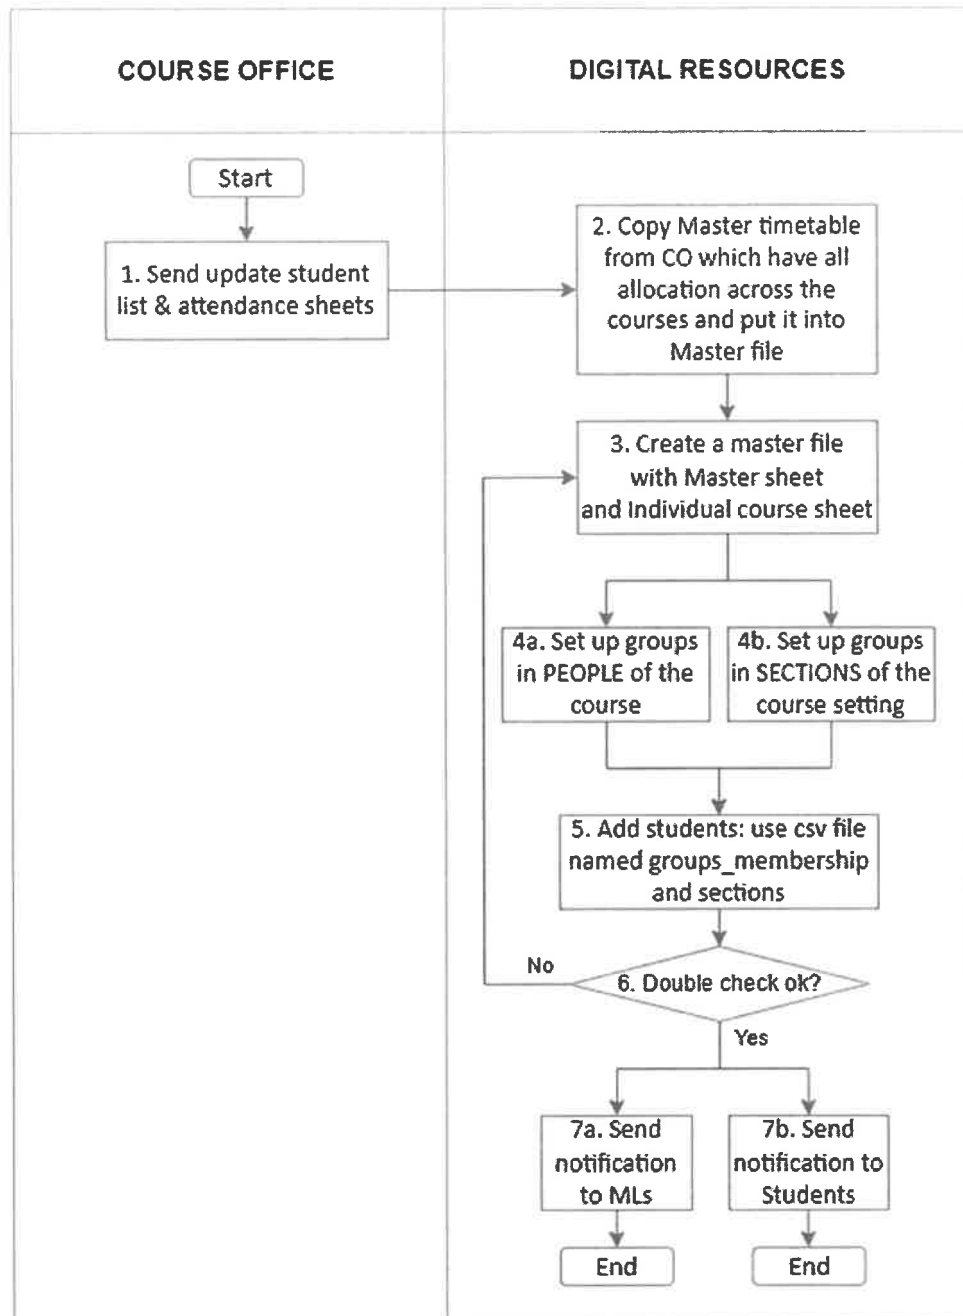 COURSE OFFICE
DIGITAL RESOURCES
Start
1. Send update student
list & attendance sheets
2. Copy Master timetable
from CO which have all
allocation across the
courses and put it into
Master file
3. Create a master file
with Master sheet
and Individual course sheet
4a. Set up groups
in PEOPLE of the
course
4b. Set up groups
in SECTIONS of the
course setting
5. Add students: use csv file
named groups_membership
and sections
6. Double check ok?
No
Yes
7a. Send
notification
to MLs
7b. Send
notification to
Students
End
End